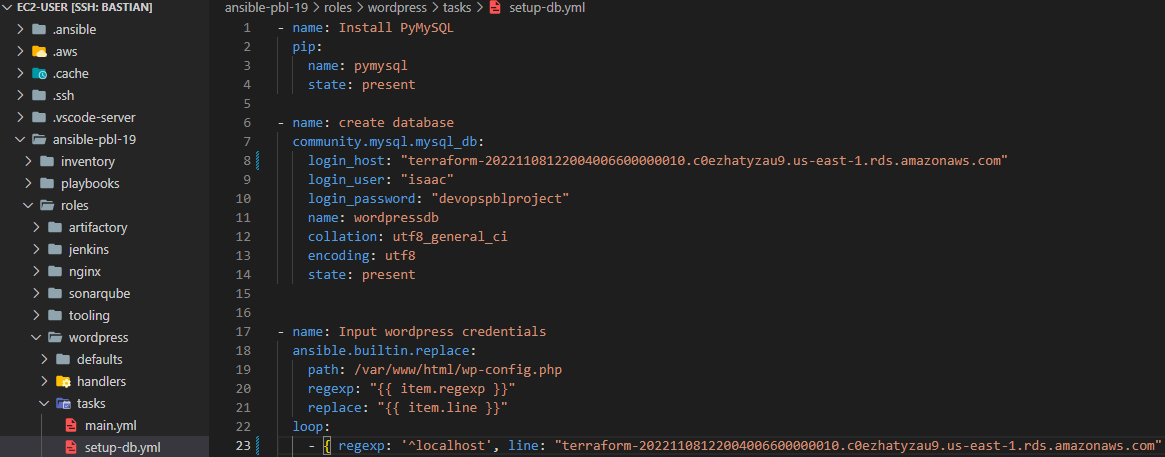 EC2-USER [SSH: BASTIAN]
.ansible
.aws
.cache
.ssh
.vscode-server
ansible-pbl-19
inventory
playbooks
roles
artifactory
jenkins
nginx
sonarqube
tooling
wordpress
defaults
handlers
tasks
main.yml
setup-db.yml
ansible-pbl-19 > roles > wordpress > tasks > setup-db.yml
1 - name: Install PyMySQL
2 pip:
3 name: pymysql
4 state: present
5
6 - name: create database
7 community.mysql.mysql_db:
8 login_host: "terraform-20221108122004006600000010.c0ezhatyzau9.us-east-1.rds.amazonaws.com"
9 login_user: "isaac"
10 login_password: "devopspblproject"
11 name: wordpressdb
12 collation: utf8_general_ci
13 encoding: utf8
14 state: present
15
16
17 - name: Input wordpress credentials
18 ansible.builtin.replace:
19 path: /var/www/html/wp-config.php
20 regexp: "{{ item.regexp }}"
21 replace: "{{ item.line }}"
22 loop:
23 - { regexp: '^localhost', line: "terraform-20221108122004006600000010.c0ezhatyzau9.us-east-1.rds.amazonaws.com"